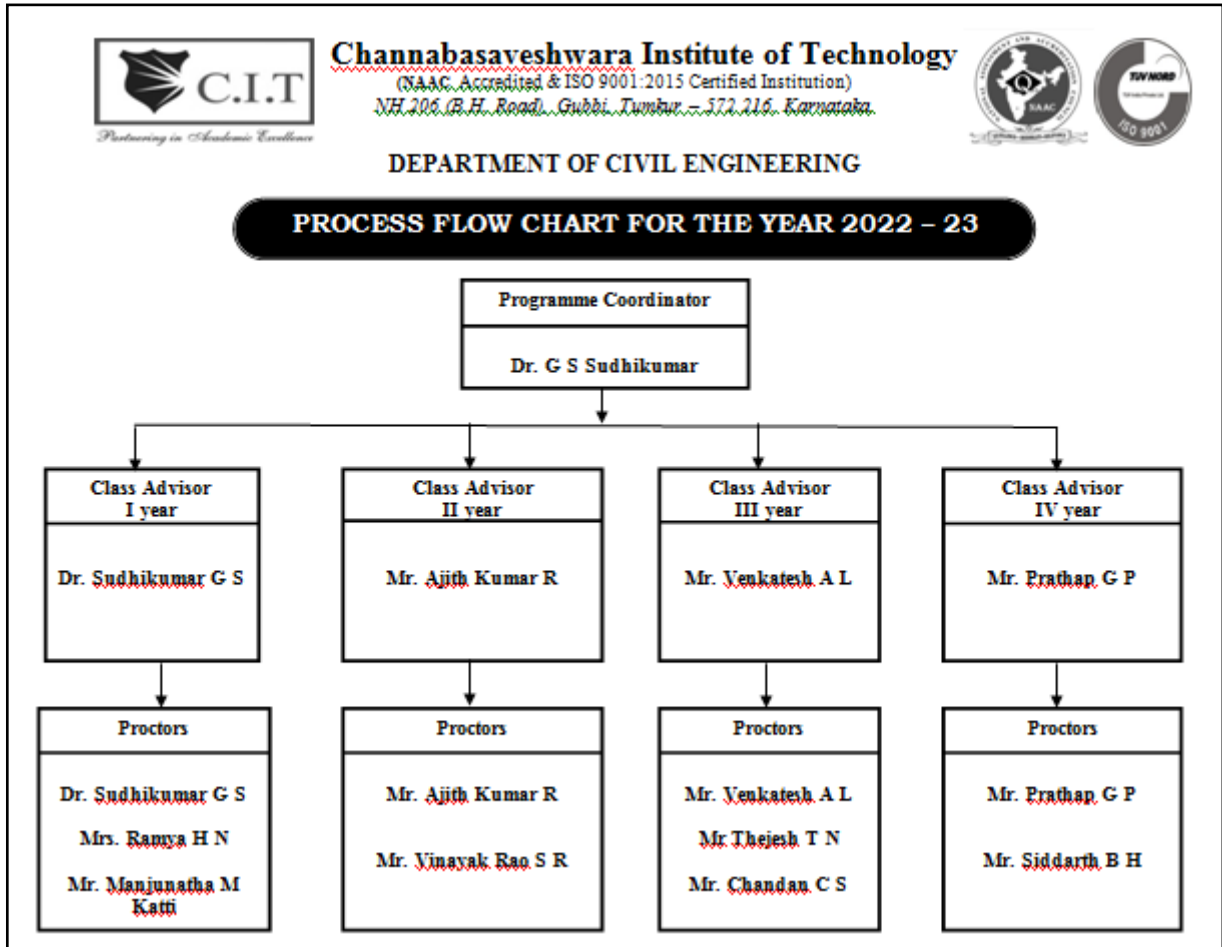 C.I.T
Partnering in Academic Excellence
Channabasaveshwara Institute of Technology
(NAAC Accredited & ISO 9001:2015 Certified Institution)
NH 206 (B.H. Road), Gubbi, Tumkur – 572 216. Karnataka.
NAAC
TUV NORD
ISO 9001
DEPARTMENT OF CIVIL ENGINEERING
PROCESS FLOW CHART FOR THE YEAR 2022 – 23
Programme Coordinator
Dr. G S Sudhikumar
Class Advisor
I year
Dr. Sudhikumar G S
Class Advisor
II year
Mr. Ajith Kumar R
Class Advisor
III year
Mr. Venkatesh A L
Class Advisor
IV year
Mr. Prathap G P
Proctors
Dr. Sudhikumar G S
Mrs. Ramya H N
Mr. Manjunatha M
Katti
Proctors
Mr. Ajith Kumar R
Mr. Vinayak Rao S R
Proctors
Mr. Venkatesh A L
Mr Thejesh T N
Mr. Chandan C S
Proctors
Mr. Prathap G P
Mr. Siddarth B H